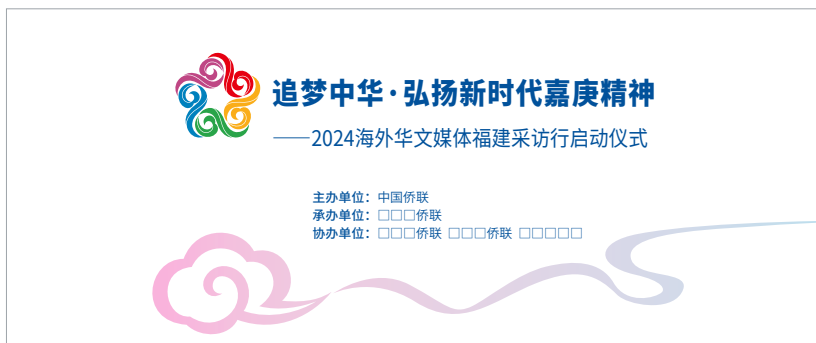 追梦中华·弘扬新时代嘉庚精神
——2024海外华文媒体福建采访行启动仪式
主办单位：中国侨联
承办单位：□□□侨联
协办单位：□□□侨联 □□□侨联 □□□□□